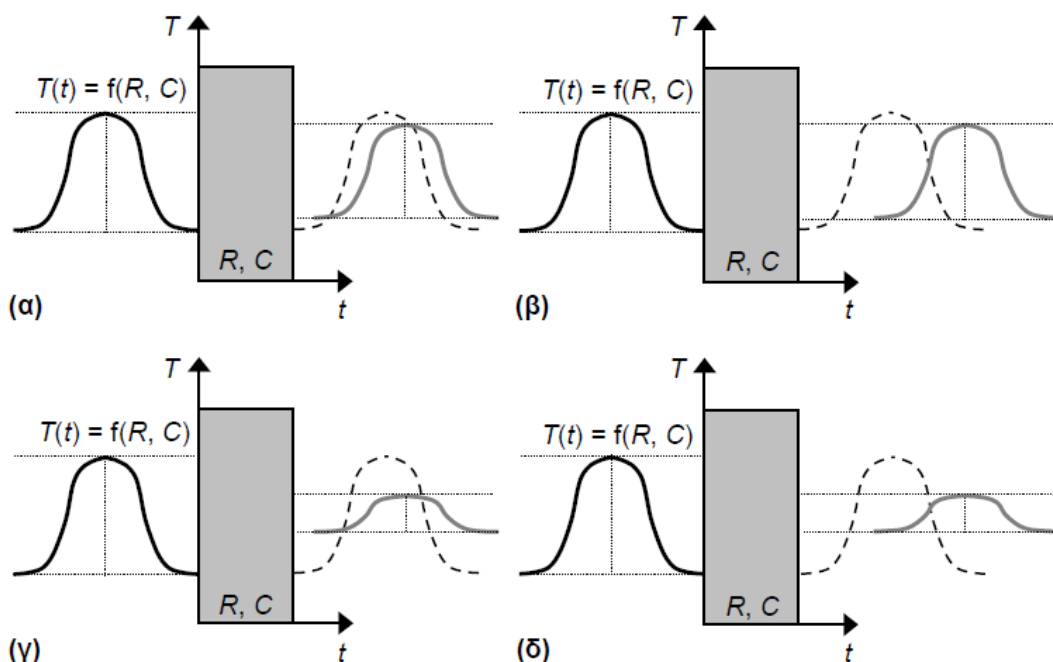 T
T(t) = f(R, C)
R, C
t
(α)
T
T(t) = f(R, C)
R, C
t
(β)
T
T(t) = f(R, C)
R, C
t
(γ)
T
T(t) = f(R, C)
R, C
t
(δ)